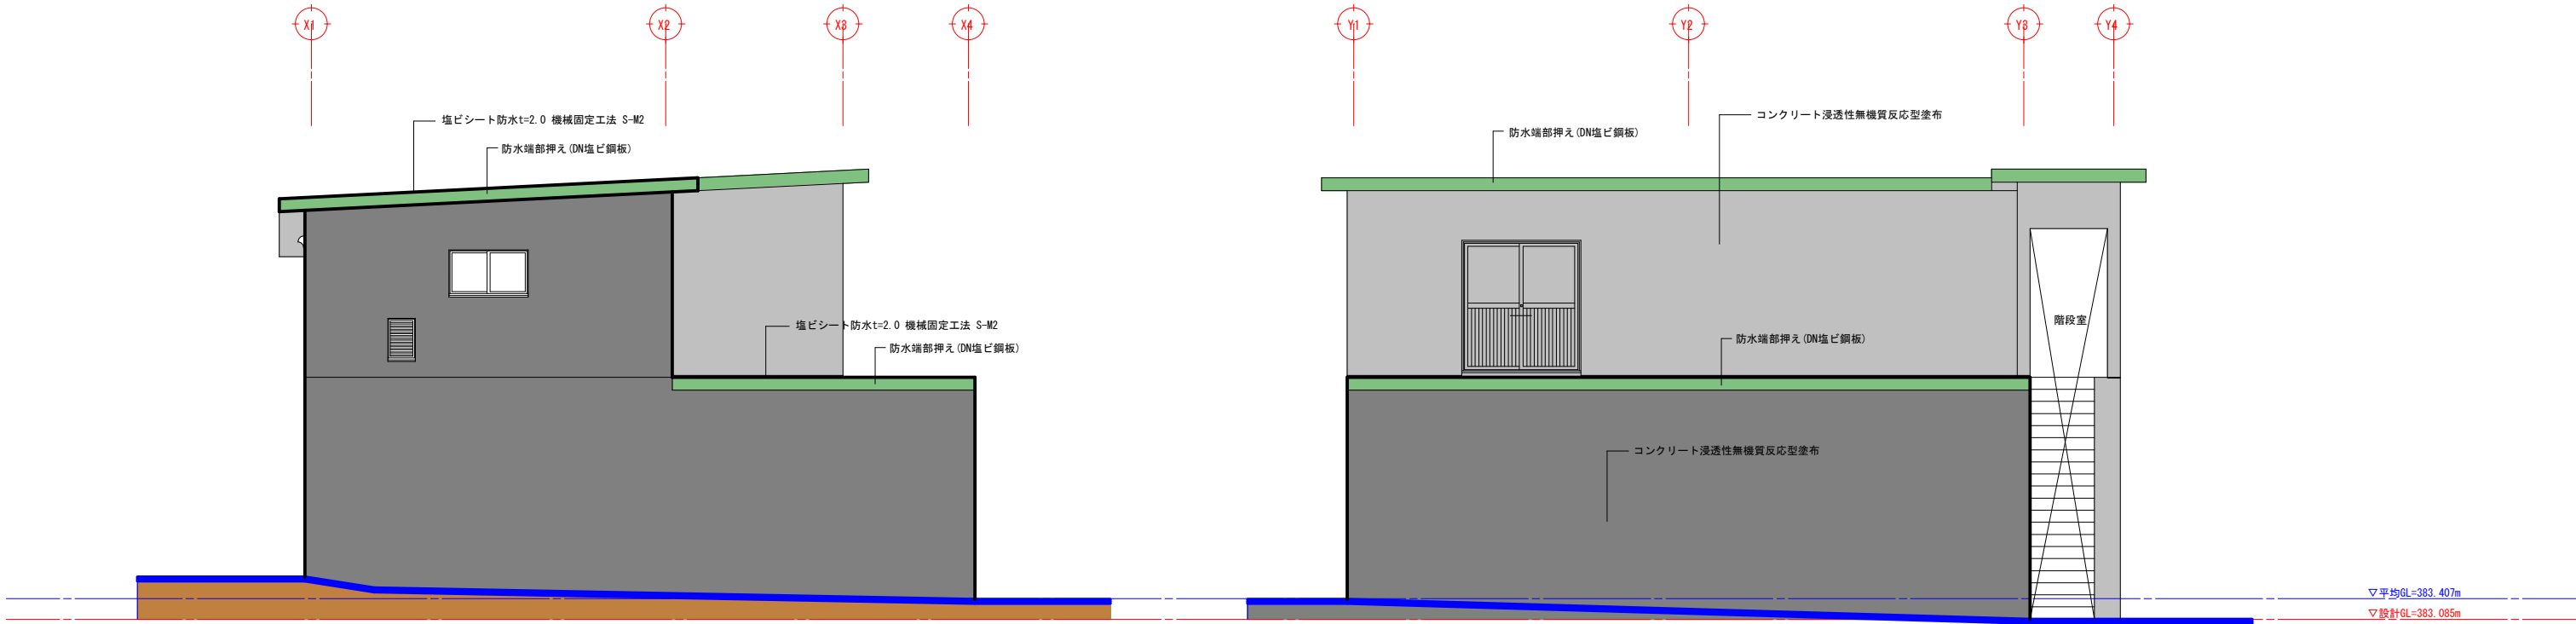 X1 X2 X3 X4 Y1 Y2 Y3 Y4
塩ビシート防水t=2.0 機械固定工法 S-M2
防水端部押え(DN塩ビ鋼板)
コンクリート浸透性無機質反応型塗布
防水端部押え(DN塩ビ鋼板)
塩ビシート防水t=2.0 機械固定工法 S-M2
防水端部押え(DN塩ビ鋼板)
階段室
防水端部押え(DN塩ビ鋼板)
コンクリート浸透性無機質反応型塗布
▽平均GL=383.407m
▽設計GL=383.085m